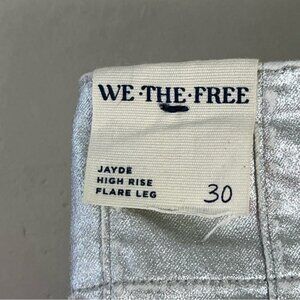 WE·THE·FREE
JAYDE
HIGH RISE
FLARE LEG
30